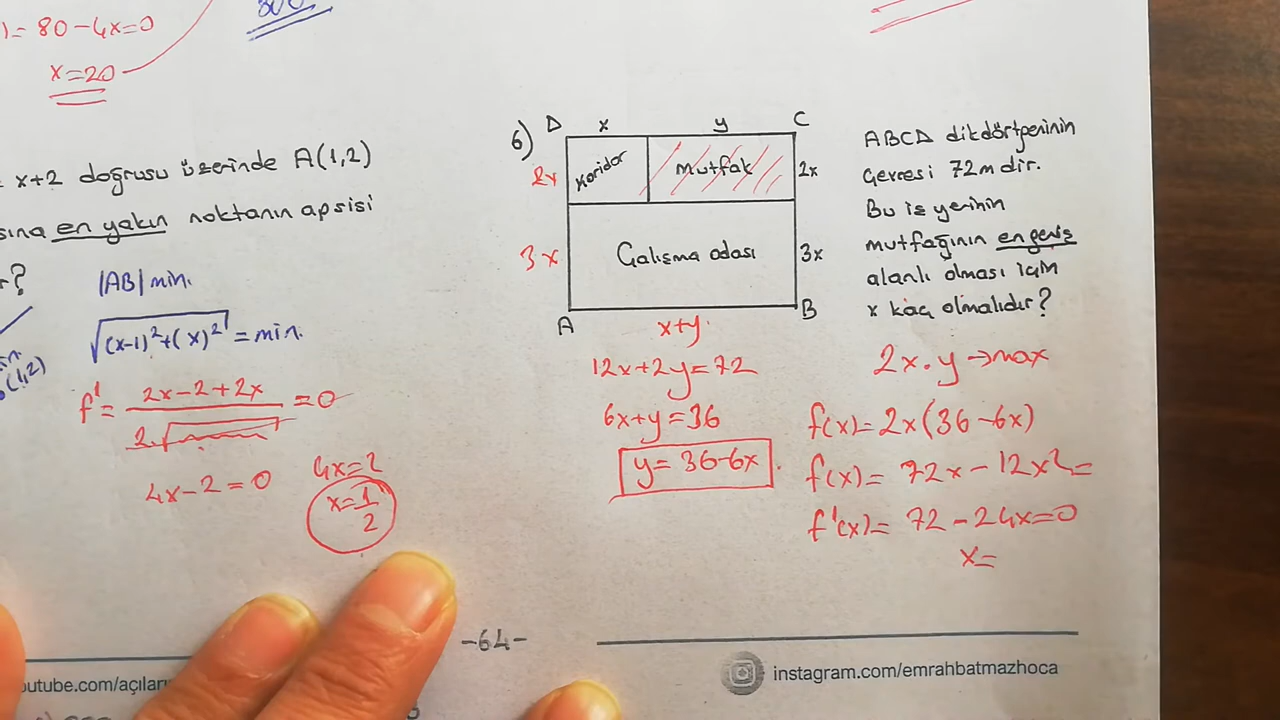 )= 80-4x=0
x=20
x+2 doğrusu üzerinde A(1,2)
en yakın noktanın apsisi
r?
|AB| min.
√(x-1)²+(x)² = min.
(1,2)
f' = 2x-2+2x / 2.√ = 0
4x-2=0
4x=2
x=1/2
6)
D x y C
2x Koridor Mutfak 2x
3x Çalışma odası 3x
A x+y B
12x+2y=72
6x+y=36
y=36-6x
ABCD dikdörtgeninin
Çevresi 72m dir.
Bu iş yerinin
mutfağının en geniş
alanlı olması için
x kaç olmalıdır?
2x.y→max
f(x)=2x(36-6x)
f(x)= 72x-12x²=
f'(x)= 72-24x=0
x=
-64-
instagram.com/emrahbatmazhoca